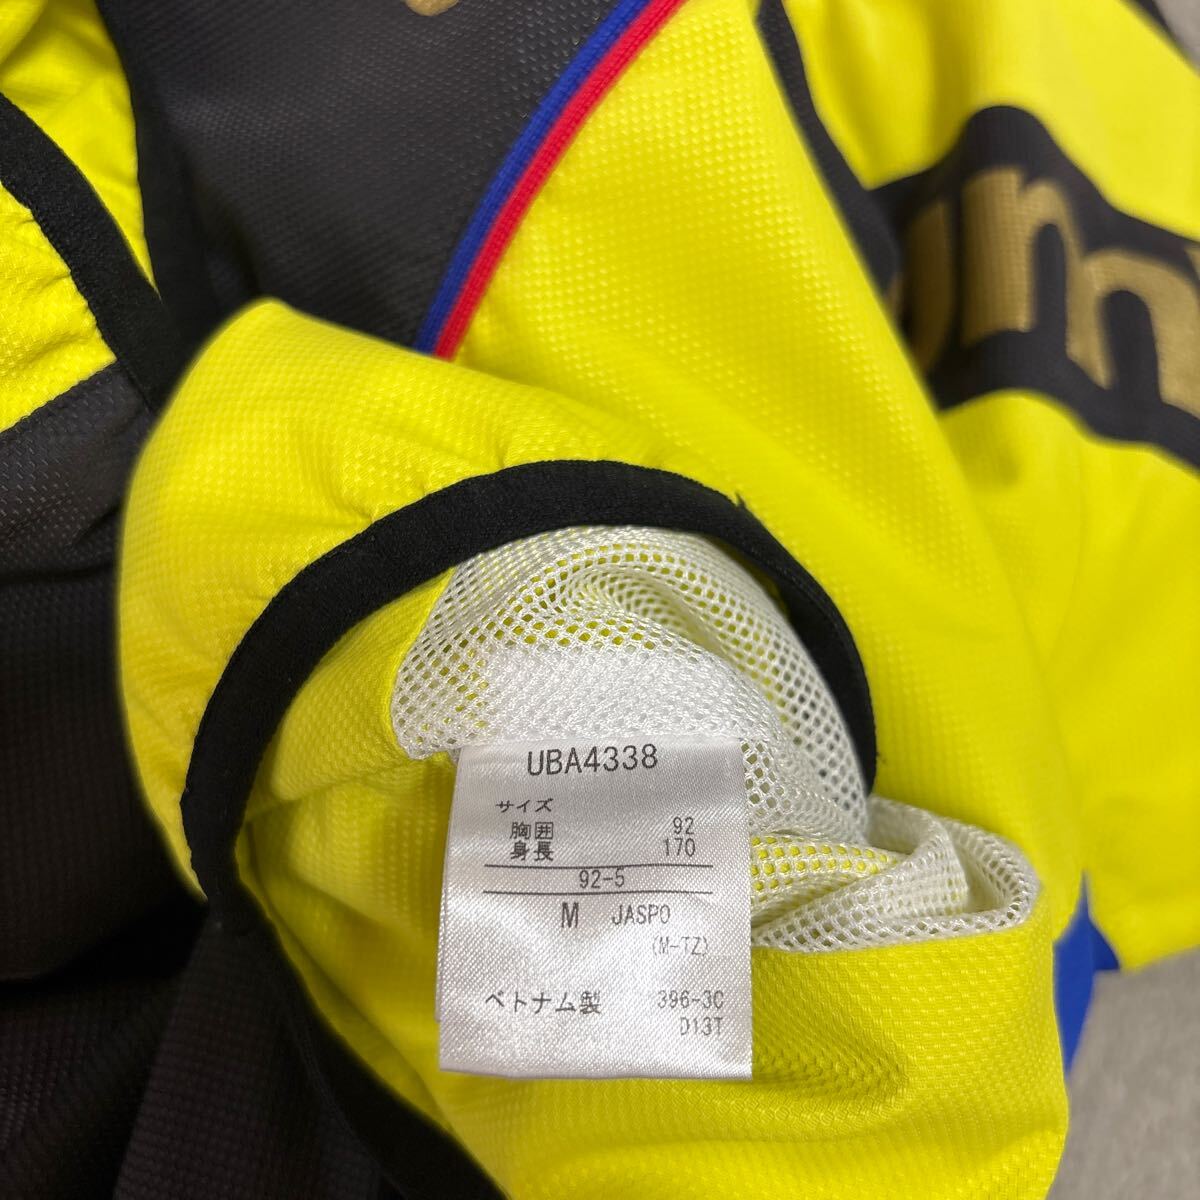 UBA4338
サイズ
胸囲 92
身長 170
92-5
M JASPO
(M-TZ)
ベトナム製 396-3C
D13T